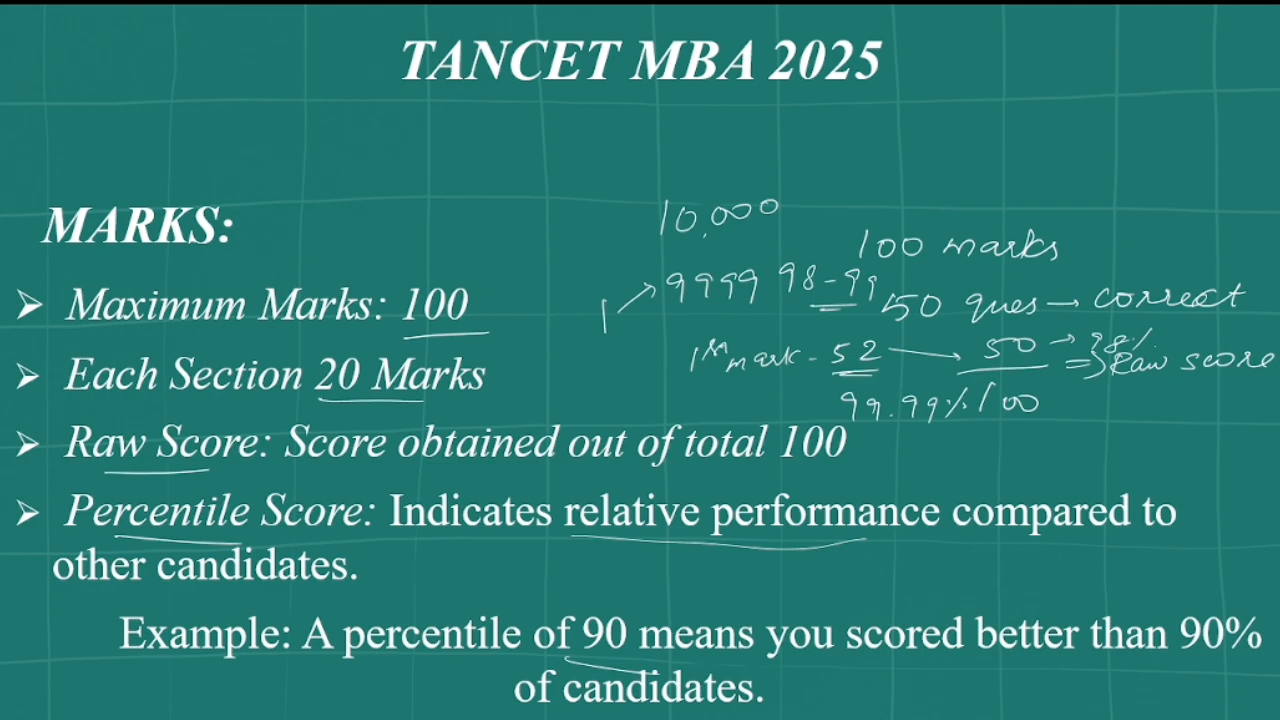 TANCET MBA 2025
10,000
MARKS:
100 marks
9999 98-99
50 ques → correct
➤ Maximum Marks: 100
1 mark - 52 → 50 → 98%
⇒ Raw score
➤ Each Section 20 Marks
99.99% 100
➤ Raw Score: Score obtained out of total 100
➤ Percentile Score: Indicates relative performance compared to
other candidates.
Example: A percentile of 90 means you scored better than 90%
of candidates.